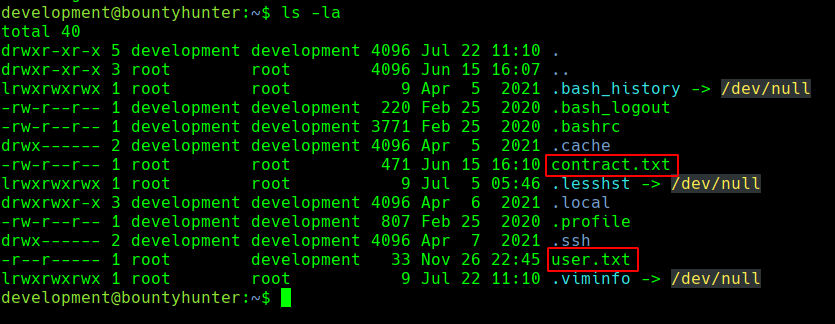 development@bountyhunter:~$ ls -la
total 40
drwxr-xr-x 5 development development 4096 Jul 22 11:10 .
drwxr-xr-x 3 root        root        4096 Jun 15 16:07 ..
lrwxrwxrwx 1 root        root           9 Apr  5  2021 .bash_history -> /dev/null
-rw-r--r-- 1 development development  220 Feb 25  2020 .bash_logout
-rw-r--r-- 1 development development 3771 Feb 25  2020 .bashrc
drwx------ 2 development development 4096 Apr  5  2021 .cache
-rw-r--r-- 1 root        root         471 Jun 15 16:10 contract.txt
lrwxrwxrwx 1 root        root           9 Jul  5 05:46 .lesshst -> /dev/null
drwxrwxr-x 3 development development 4096 Apr  6  2021 .local
-rw-r--r-- 1 development development  807 Feb 25  2020 .profile
drwx------ 2 development development 4096 Apr  7  2021 .ssh
-r--r----- 1 root        development   33 Nov 26 22:45 user.txt
lrwxrwxrwx 1 root        root           9 Jul 22 11:10 .viminfo -> /dev/null
development@bountyhunter:~$